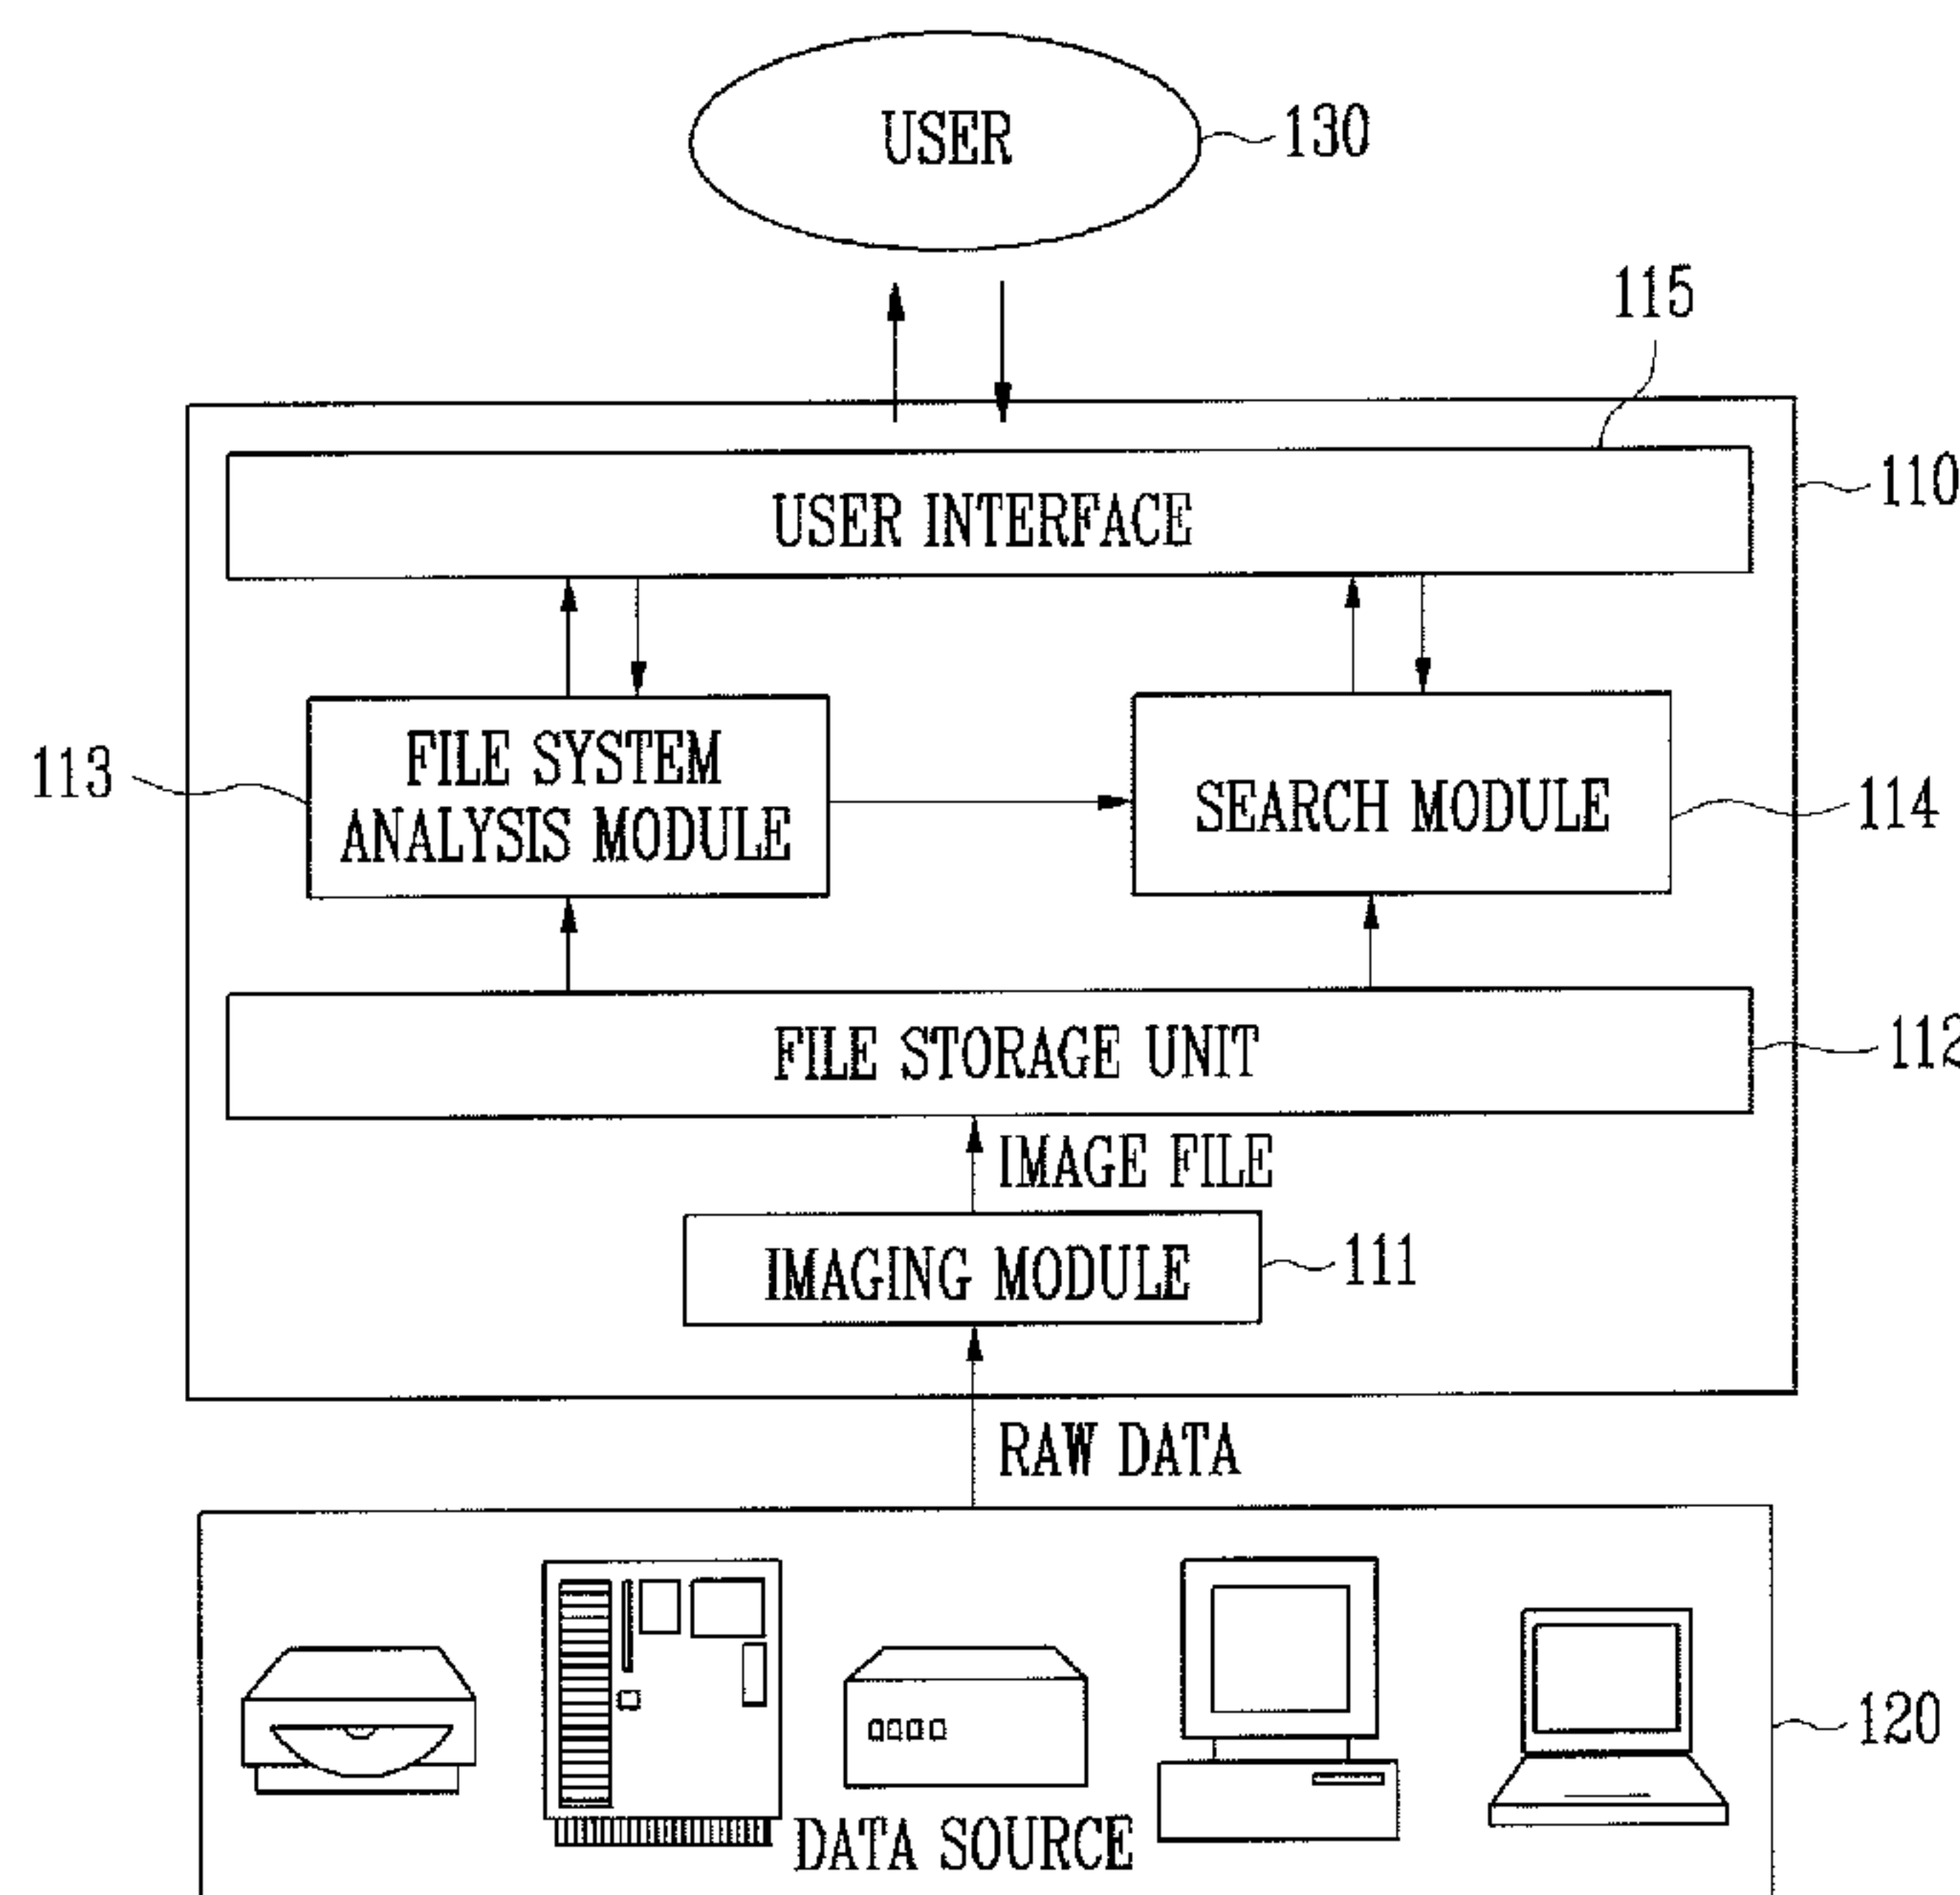 USER
130
115
USER INTERFACE
110
113
FILE SYSTEM
ANALYSIS MODULE
SEARCH MODULE
114
FILE STORAGE UNIT
112
IMAGE FILE
IMAGING MODULE
111
RAW DATA
120
DATA SOURCE